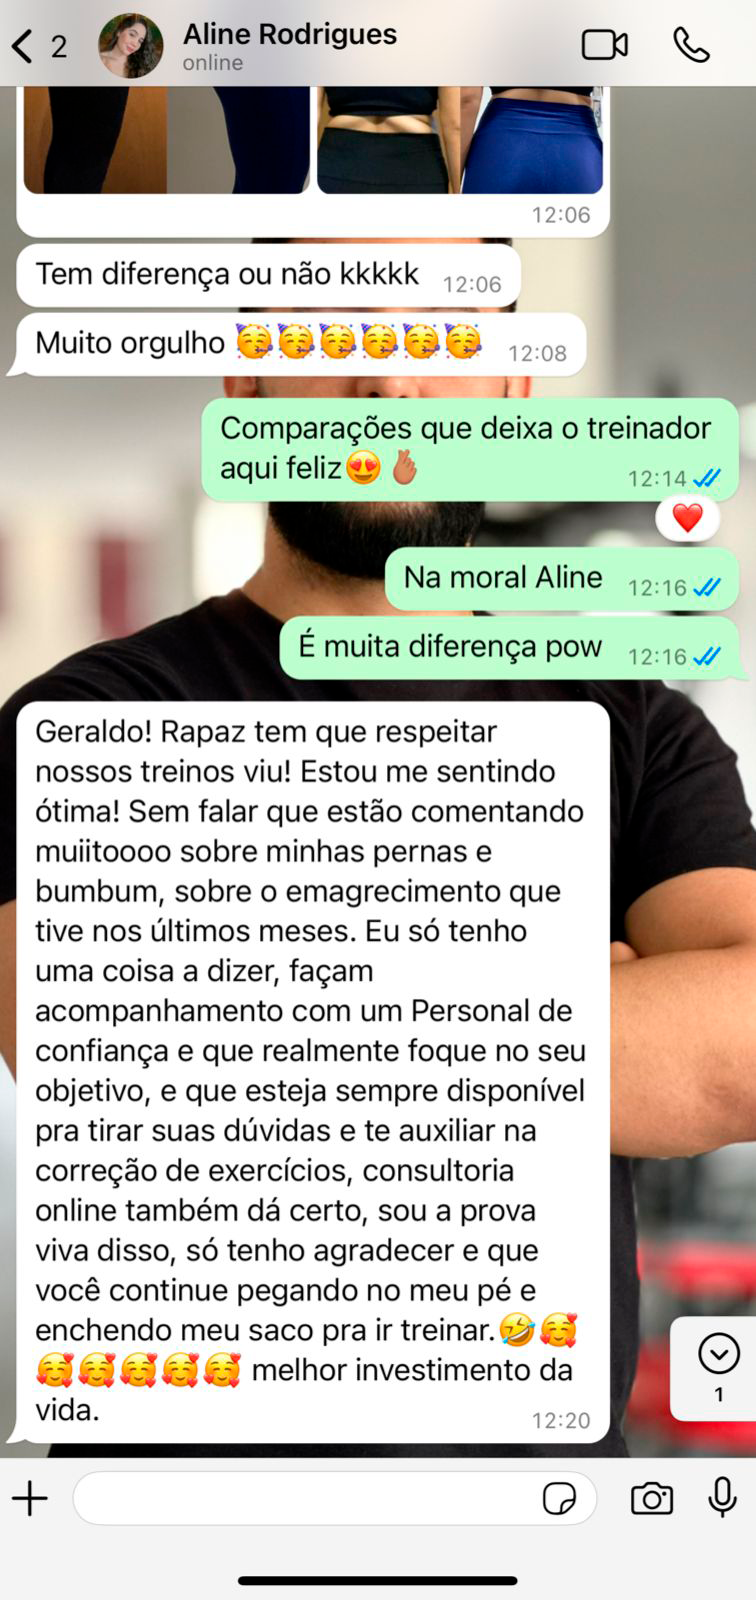 2
Aline Rodrigues
online
12:06
Tem diferença ou não kkkkk 12:06
Muito orgulho 🥳🥳🥳🥳🥳🥳 12:08
Comparações que deixa o treinador
aqui feliz😍🫰🏽 12:14
❤️
Na moral Aline 12:16
É muita diferença pow 12:16
Geraldo! Rapaz tem que respeitar
nossos treinos viu! Estou me sentindo
ótima! Sem falar que estão comentando
muiitoooo sobre minhas pernas e
bumbum, sobre o emagrecimento que
tive nos últimos meses. Eu só tenho
uma coisa a dizer, façam
acompanhamento com um Personal de
confiança e que realmente foque no seu
objetivo, e que esteja sempre disponível
pra tirar suas dúvidas e te auxiliar na
correção de exercícios, consultoria
online também dá certo, sou a prova
viva disso, só tenho agradecer e que
você continue pegando no meu pé e
enchendo meu saco pra ir treinar.🤣🥰
🥰🥰🥰🥰🥰 melhor investimento da
vida. 12:20
1